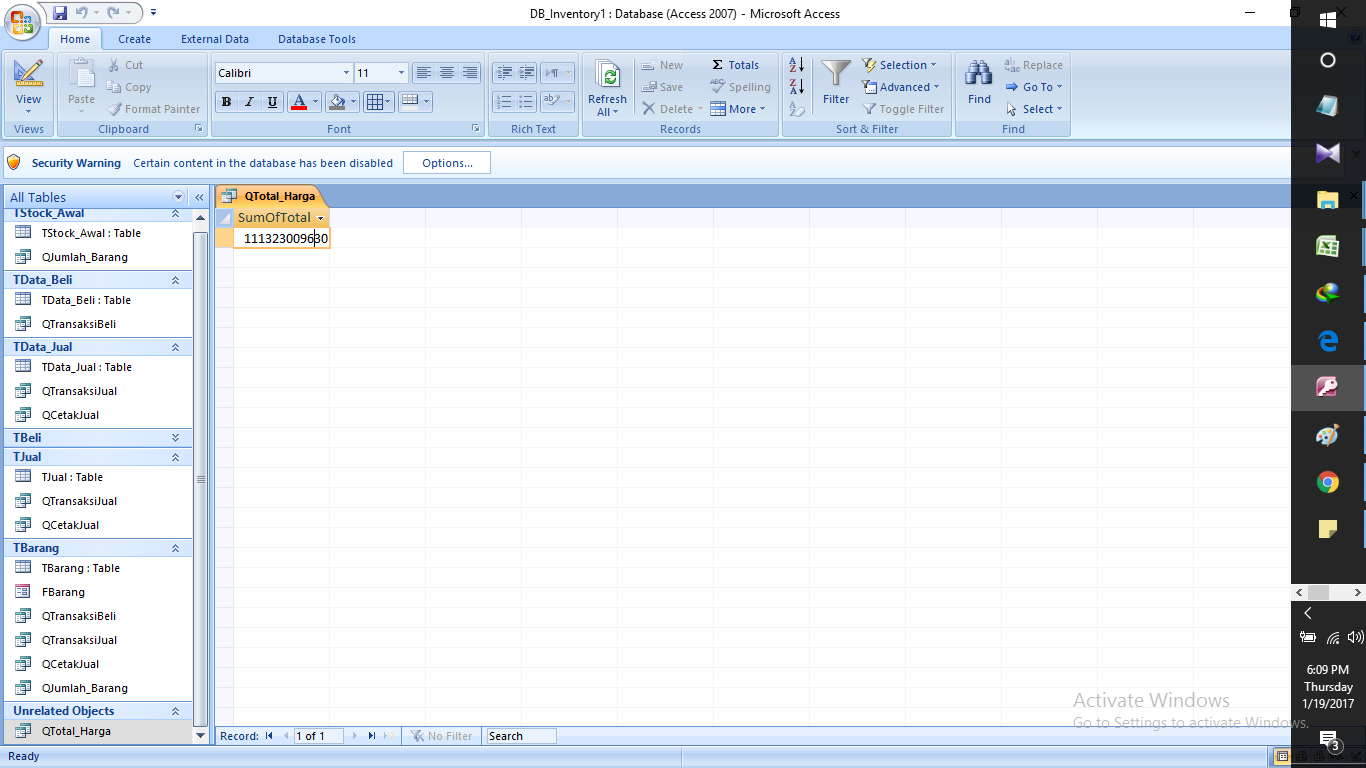 DB_Inventory1 : Database (Access 2007) - Microsoft Access
Home Create External Data Database Tools
View
Views
Paste
Cut
Copy
Format Painter
Clipboard
Calibri 11
B I U A
Font
Rich Text
Refresh All
New
Save
Delete
Totals
Spelling
More
Records
Filter
Selection
Advanced
Toggle Filter
Sort & Filter
Find
Replace
Go To
Select
Find
Security Warning Certain content in the database has been disabled Options...
All Tables
TStock_Awal
TStock_Awal : Table
QJumlah_Barang
TData_Beli
TData_Beli : Table
QTransaksiBeli
TData_Jual
TData_Jual : Table
QTransaksiJual
QCetakJual
TBeli
TJual
TJual : Table
QTransaksiJual
QCetakJual
TBarang
TBarang : Table
FBarang
QTransaksiBeli
QTransaksiJual
QCetakJual
QJumlah_Barang
Unrelated Objects
QTotal_Harga
QTotal_Harga
SumOfTotal
111323009630
Record: 1 of 1 No Filter Search
Ready
Activate Windows
Go to Settings to activate Windows.
6:09 PM
Thursday
1/19/2017
3